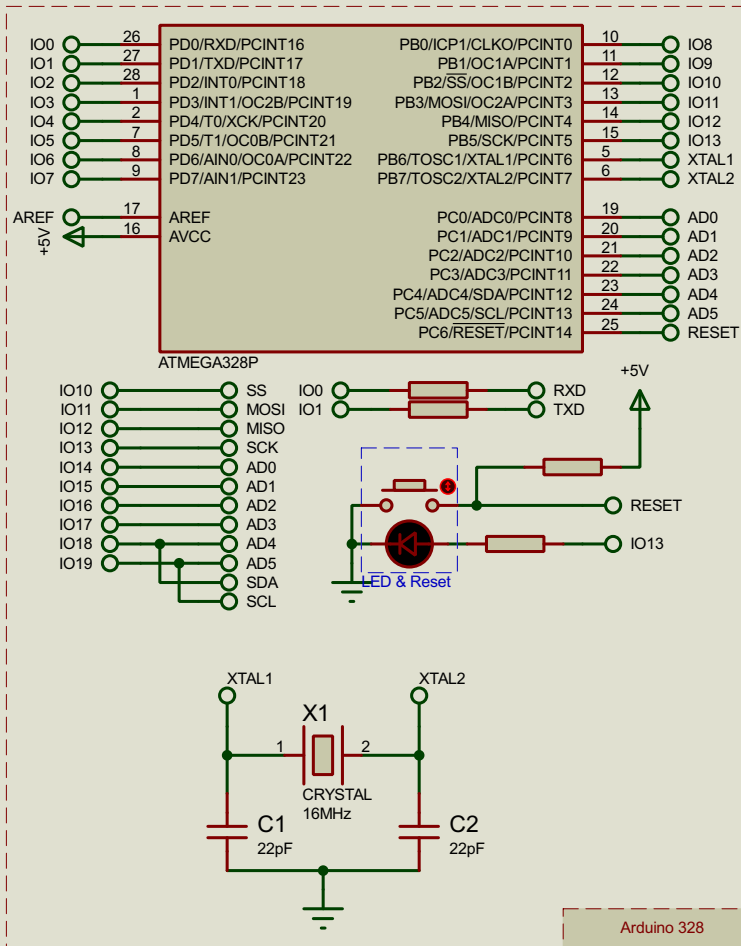 IO0 26 PD0/RXD/PCINT16 PB0/ICP1/CLKO/PCINT0 10 IO8
IO1 27 PD1/TXD/PCINT17 PB1/OC1A/PCINT1 11 IO9
IO2 28 PD2/INT0/PCINT18 PB2/SS/OC1B/PCINT2 12 IO10
IO3 1 PD3/INT1/OC2B/PCINT19 PB3/MOSI/OC2A/PCINT3 13 IO11
IO4 2 PD4/T0/XCK/PCINT20 PB4/MISO/PCINT4 14 IO12
IO5 7 PD5/T1/OC0B/PCINT21 PB5/SCK/PCINT5 15 IO13
IO6 8 PD6/AIN0/OC0A/PCINT22 PB6/TOSC1/XTAL1/PCINT6 5 XTAL1
IO7 9 PD7/AIN1/PCINT23 PB7/TOSC2/XTAL2/PCINT7 6 XTAL2
AREF 17 AREF PC0/ADC0/PCINT8 19 AD0
+5V 16 AVCC PC1/ADC1/PCINT9 20 AD1
PC2/ADC2/PCINT10 21 AD2
PC3/ADC3/PCINT11 22 AD3
PC4/ADC4/SDA/PCINT12 23 AD4
PC5/ADC5/SCL/PCINT13 24 AD5
PC6/RESET/PCINT14 25 RESET
ATMEGA328P
+5V
IO10 SS IO0 RXD
IO11 MOSI IO1 TXD
IO12 MISO
IO13 SCK
IO14 AD0
IO15 AD1
IO16 AD2 RESET
IO17 AD3
IO18 AD4 IO13
IO19 AD5
SDA LED & Reset
SCL
XTAL1 XTAL2
X1
1 2
CRYSTAL
16MHz
C1 C2
22pF 22pF
Arduino 328